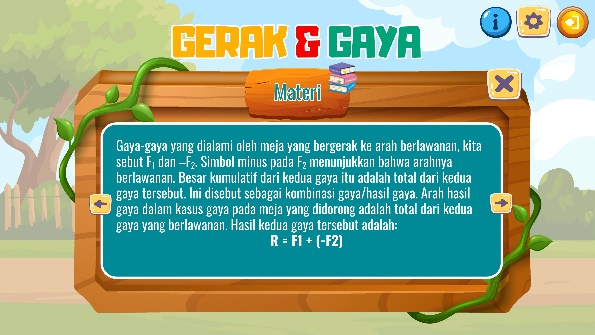 GERAK & GAYA
Materi
Gaya-gaya yang dialami oleh meja yang bergerak ke arah berlawanan, kita
sebut F₁ dan –F₂. Simbol minus pada F₂ menunjukkan bahwa arahnya
berlawanan. Besar kumulatif dari kedua gaya itu adalah total dari kedua
gaya tersebut. Ini disebut sebagai kombinasi gaya/hasil gaya. Arah hasil
gaya dalam kasus gaya pada meja yang didorong adalah total dari kedua
gaya yang berlawanan. Hasil kedua gaya tersebut adalah:
R = F1 + (-F2)